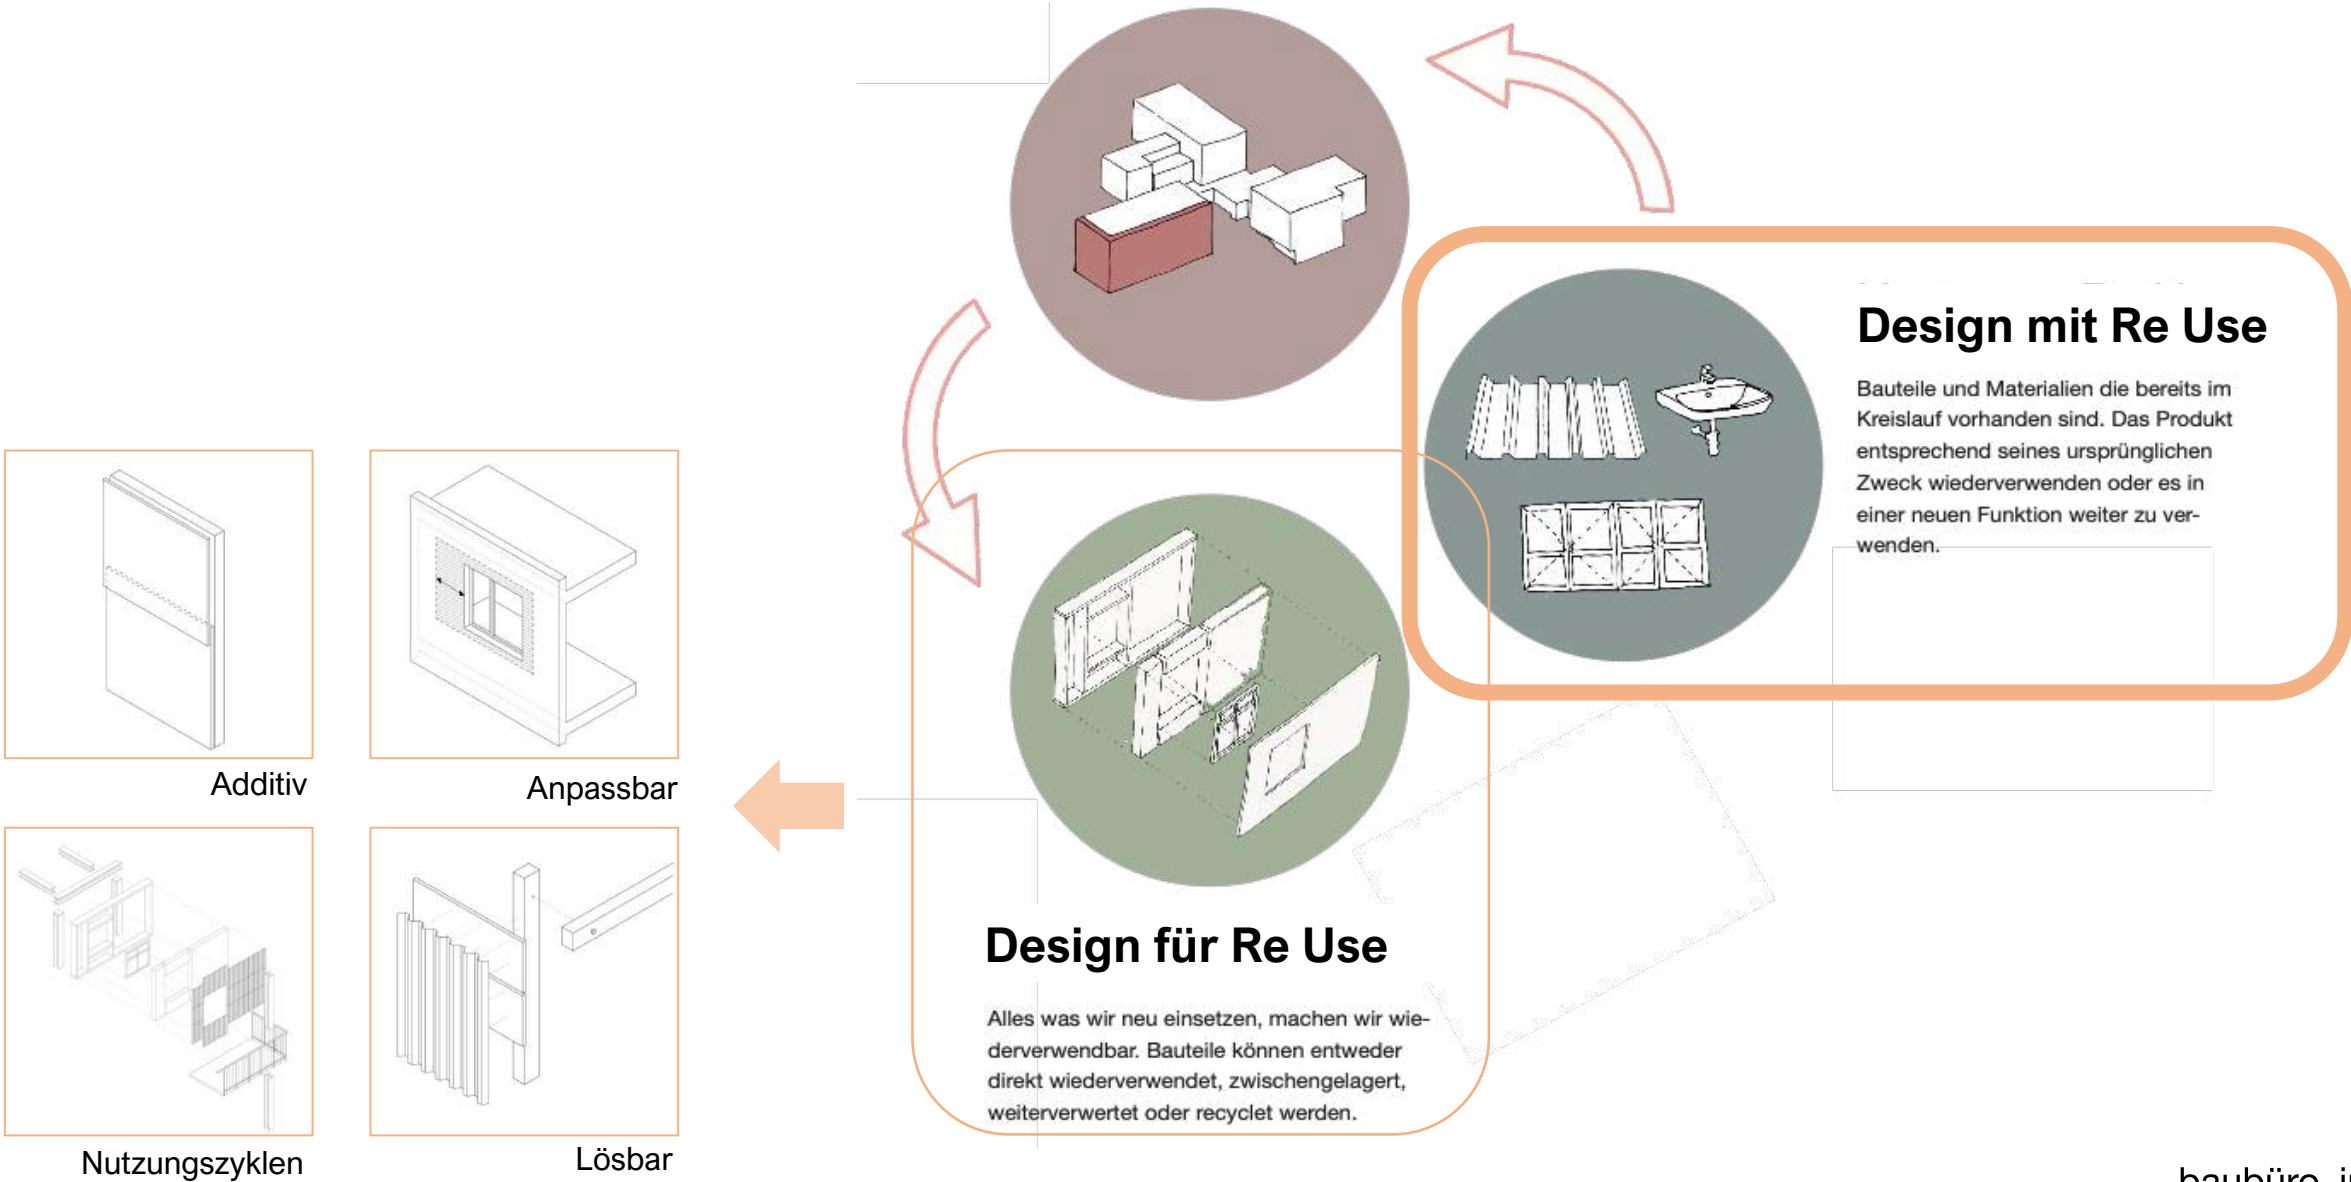 Design mit Re Use
Bauteile und Materialien die bereits im
Kreislauf vorhanden sind. Das Produkt
entsprechend seines ursprünglichen
Zweck wiederverwenden oder es in
einer neuen Funktion weiter zu ver-
wenden.
Additiv
Anpassbar
Nutzungszyklen
Lösbar
Design für Re Use
Alles was wir neu einsetzen, machen wir wie-
derverwendbar. Bauteile können entweder
direkt wiederverwendet, zwischengelagert,
weiterverwertet oder recyclet werden.
baubüro